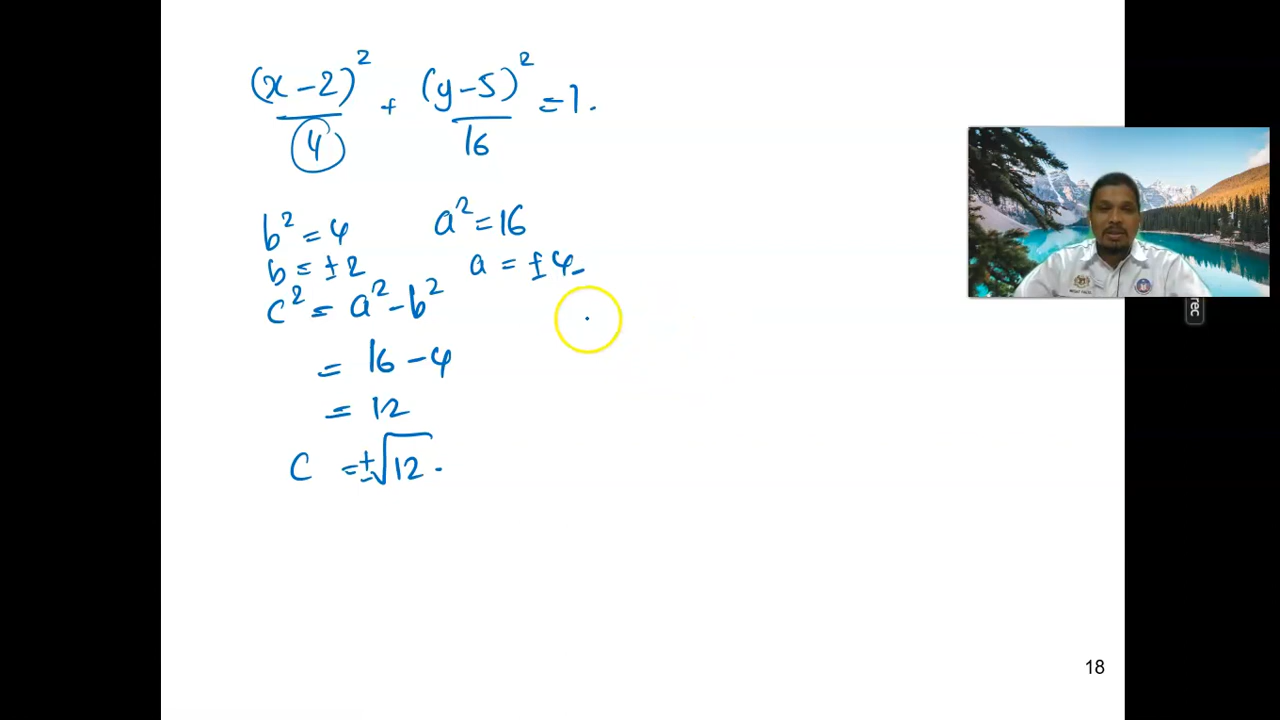 (x-2)²/4 + (y-5)²/16 = 1.
b² = 4 a² = 16
b = ±2 a = ±4
c² = a² - b²
= 16 - 4
= 12
C = ±√12.
rec
18